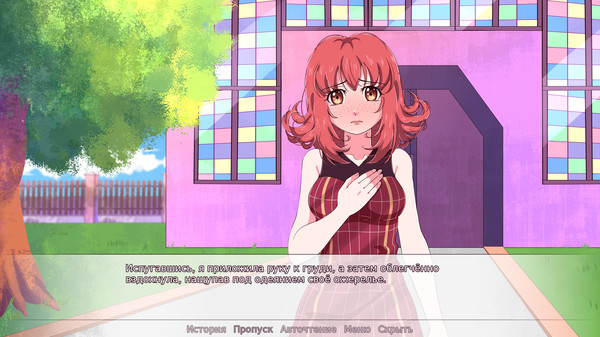 Испугавшись, я приложила руку к груди, а затем облегчённо
вздохнула, нащупав под одеянием своё ожерелье.
История Пропуск Авточтение Меню Скрыть